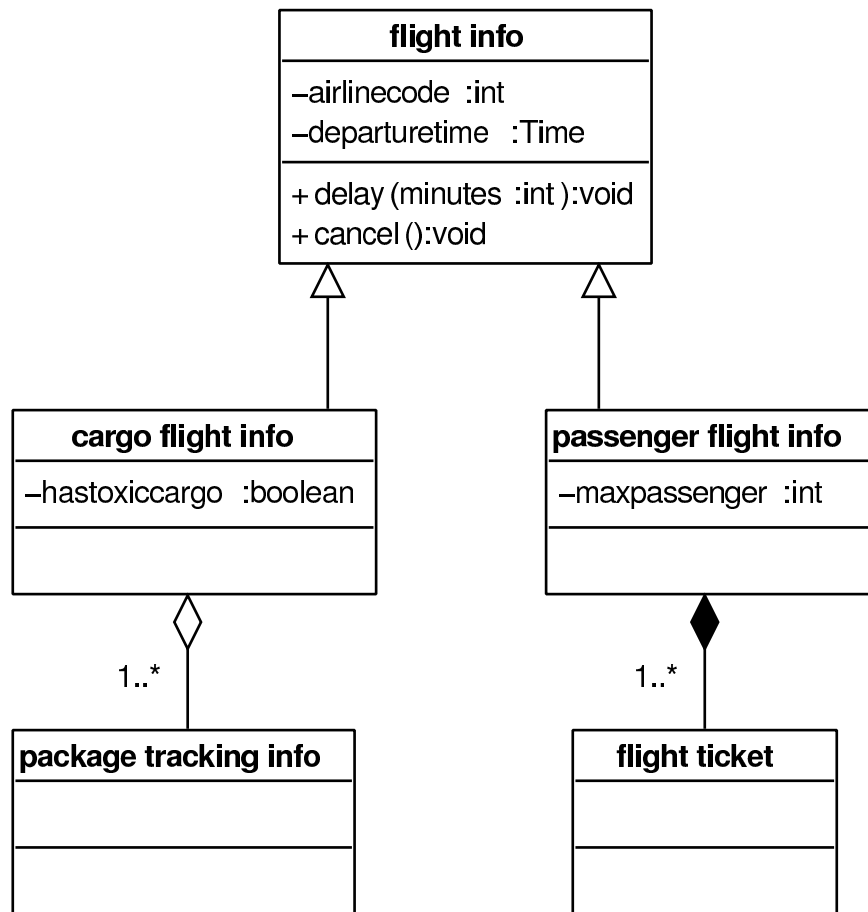 flight info
–airlinecode :int
–departuretime :Time
+ delay (minutes :int ):void
+ cancel ():void
cargo flight info
–hastoxiccargo :boolean
passenger flight info
–maxpassenger :int
1..*
1..*
package tracking info
flight ticket